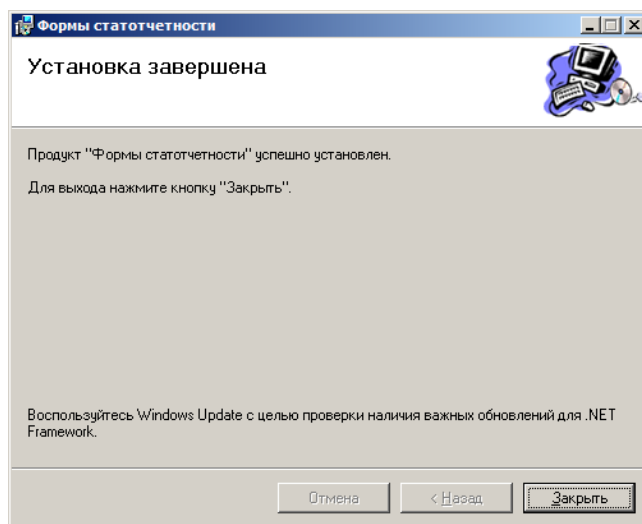 Формы статотчетности
Установка завершена
Продукт "Формы статотчетности" успешно установлен.
Для выхода нажмите кнопку "Закрыть".
Воспользуйтесь Windows Update с целью проверки наличия важных обновлений для .NET
Framework.
Отмена
< Назад
Закрыть